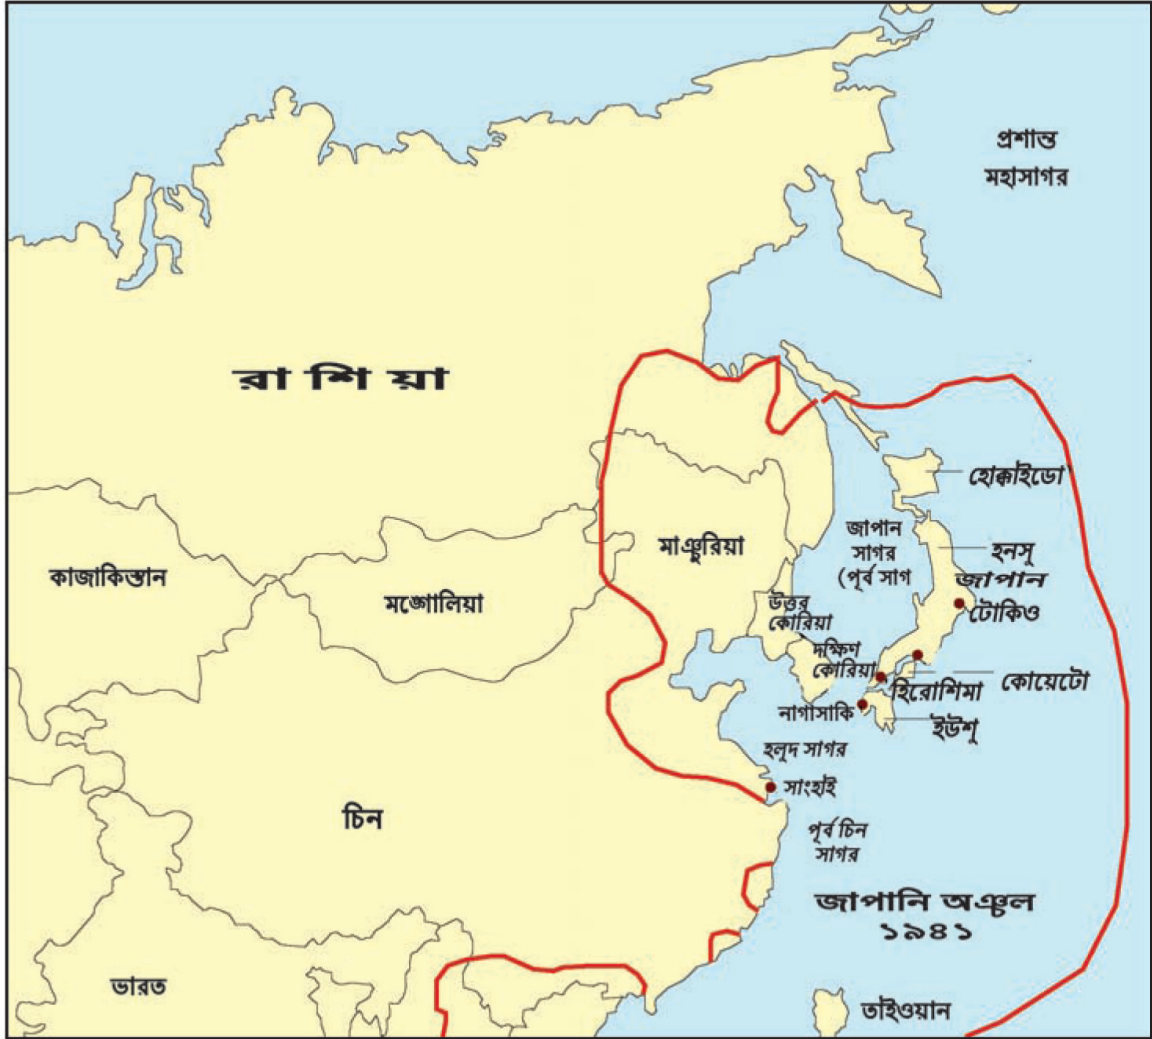 প্রশান্ত
মহাসাগর
রাশিয়া
হোক্কাইডো
জাপান
সাগর
(পূর্ব সাগ
মাঞ্চুরিয়া
হনসু
কাজাকিস্তান
জাপান
মঙ্গোলিয়া
উত্তর
কোরিয়া
টোকিও
দক্ষিণ
কোরিয়া
কোয়েটো
হিরোশিমা
নাগাসাকি
ইউশু
হলুদ সাগর
সাংহাই
চিন
পূর্ব চিন
সাগর
জাপানি অঞ্চল
১৯৪১
ভারত
তাইওয়ান